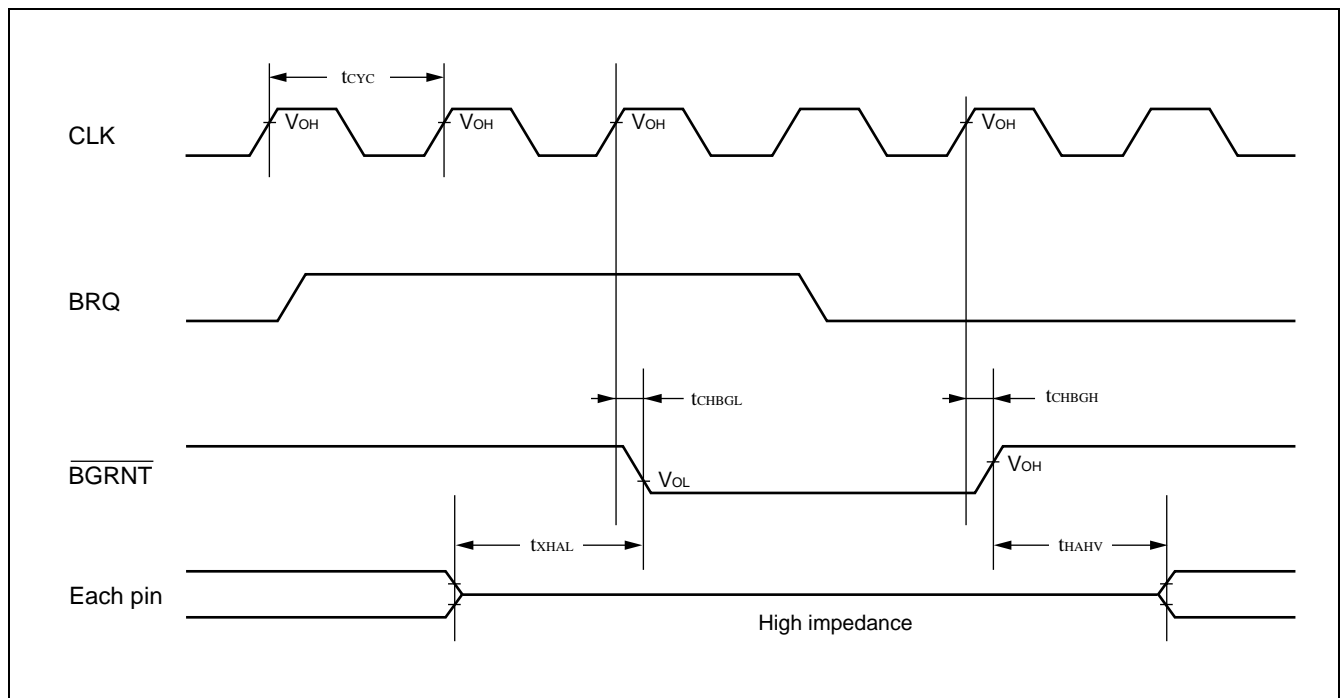 tCYC
CLK
VOH VOH VOH VOH
BRQ
tCHBGL tCHBGH
BGRNT
VOL
VOH
tXHAL tHAHV
Each pin
High impedance